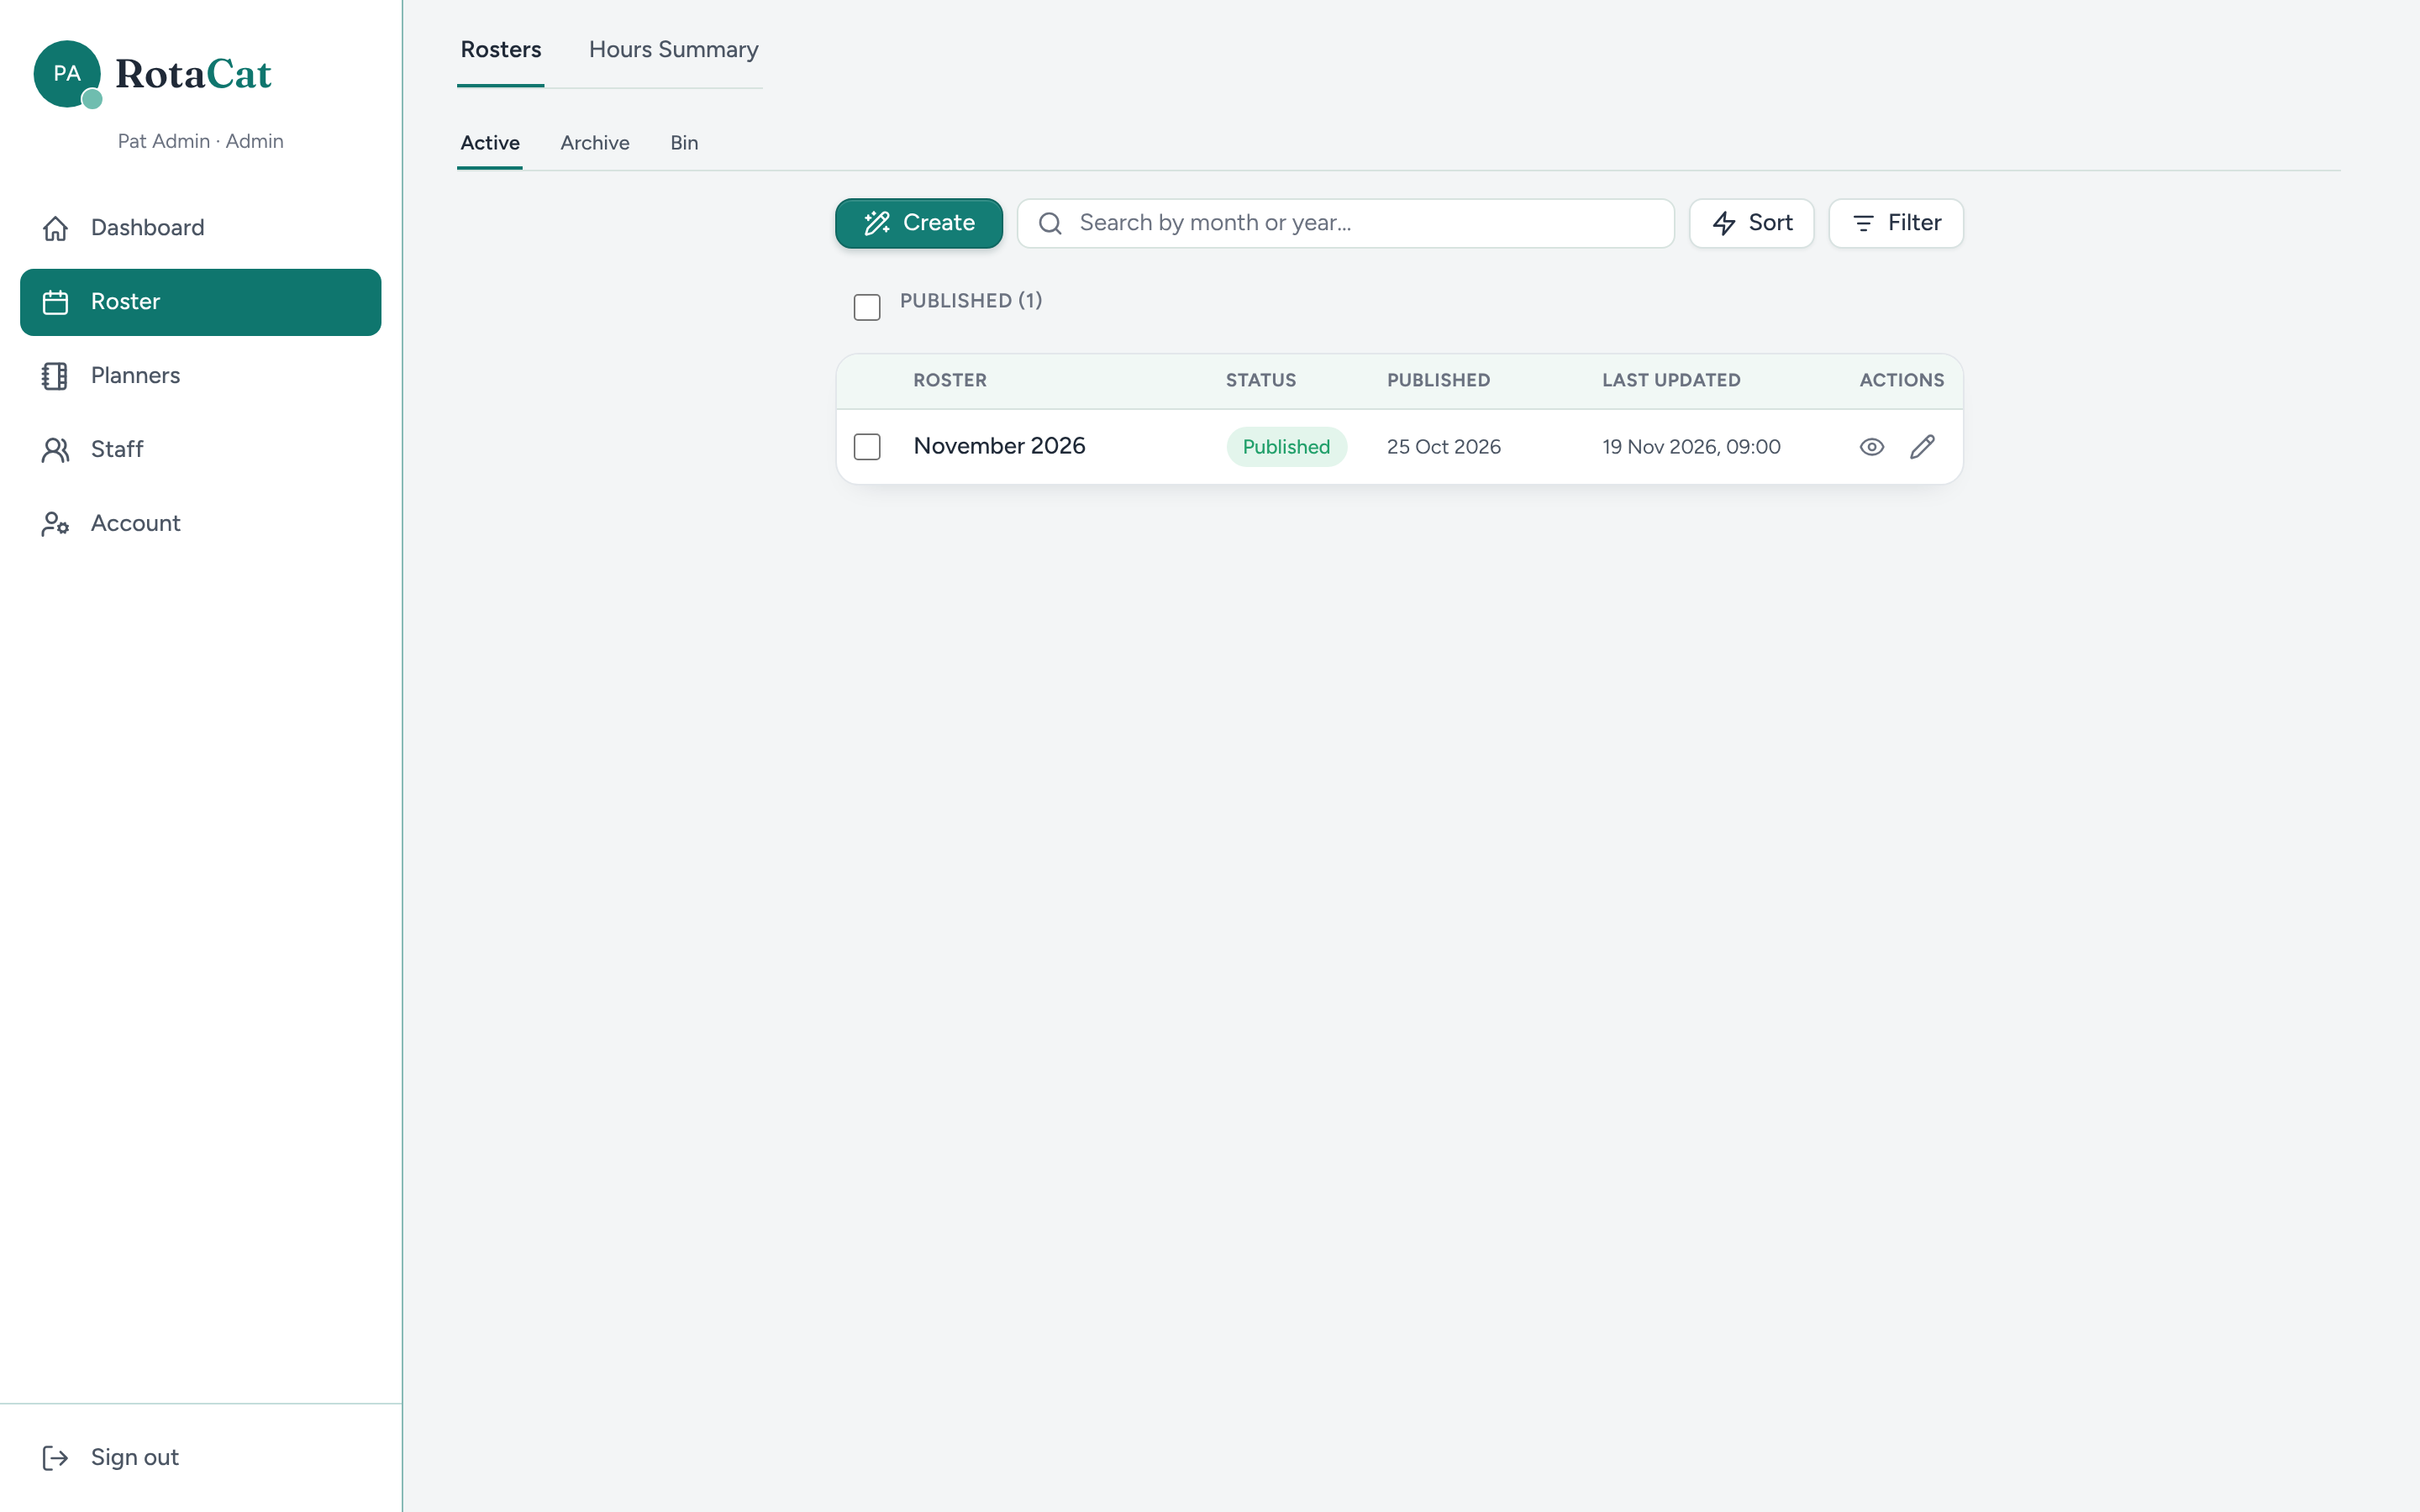 PA
RotaCat
Pat Admin · Admin
Dashboard
Roster
Planners
Staff
Account
Sign out
Rosters Hours Summary
Active Archive Bin
Create Search by month or year... Sort Filter
PUBLISHED (1)
ROSTER STATUS PUBLISHED LAST UPDATED ACTIONS
November 2026 Published 25 Oct 2026 19 Nov 2026, 09:00